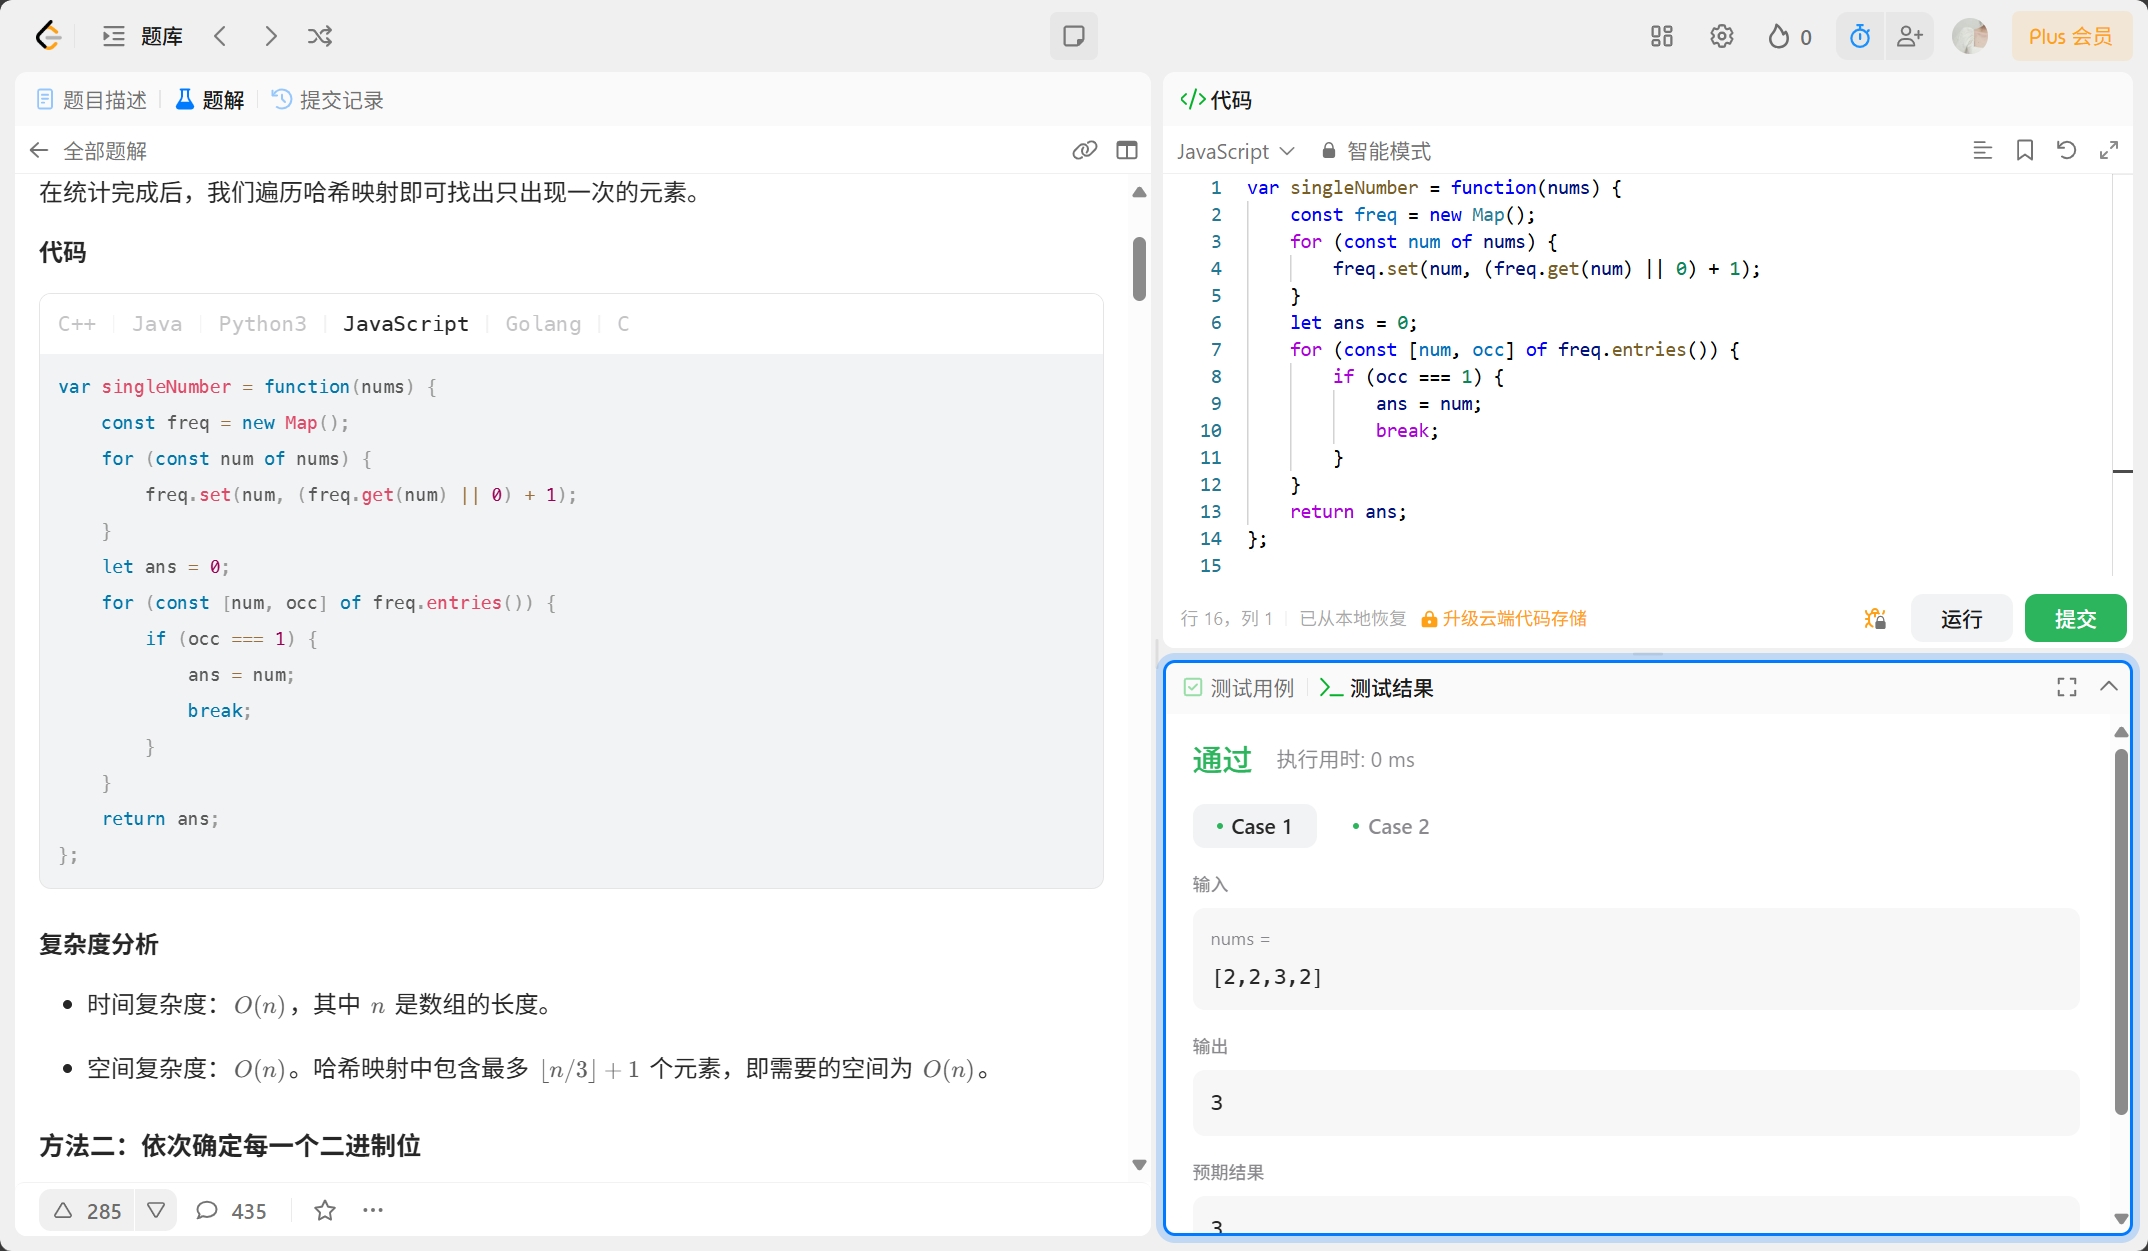 题库
0
Plus 会员
题目描述
题解
提交记录
全部题解
在统计完成后，我们遍历哈希映射即可找出只出现一次的元素。
代码
C++ Java Python3 JavaScript Golang C
var singleNumber = function(nums) {
    const freq = new Map();
    for (const num of nums) {
        freq.set(num, (freq.get(num) || 0) + 1);
    }
    let ans = 0;
    for (const [num, occ] of freq.entries()) {
        if (occ === 1) {
            ans = num;
            break;
        }
    }
    return ans;
};
复杂度分析
• 时间复杂度：O(n)，其中 n 是数组的长度。
• 空间复杂度：O(n)。哈希映射中包含最多 ⌊n/3⌋ + 1 个元素，即需要的空间为 O(n)。
方法二：依次确定每一个二进制位
285
435
</>代码
JavaScript 智能模式
1 var singleNumber = function(nums) {
2     const freq = new Map();
3     for (const num of nums) {
4         freq.set(num, (freq.get(num) || 0) + 1);
5     }
6     let ans = 0;
7     for (const [num, occ] of freq.entries()) {
8         if (occ === 1) {
9             ans = num;
10             break;
11         }
12     }
13     return ans;
14 };
15
行 16，列 1 已从本地恢复 升级云端代码存储
运行
提交
测试用例
测试结果
通过 执行用时: 0 ms
• Case 1 • Case 2
输入
nums =
[2,2,3,2]
输出
3
预期结果
3